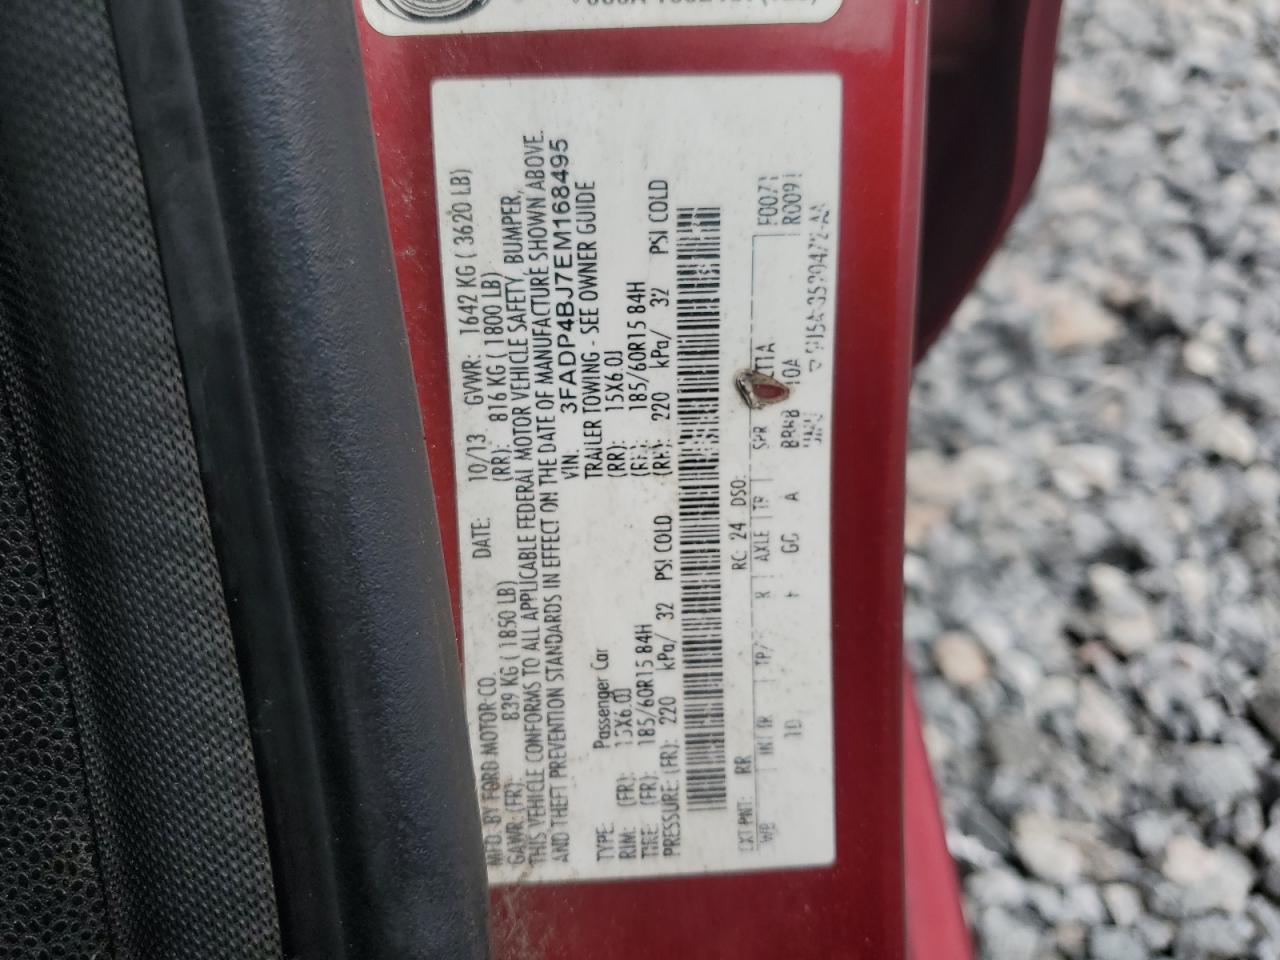 MFD. BY FORD MOTOR CO.
DATE: 10/13 GVWR: 1642 KG ( 3620 LB)
GAWR: (FR): 839 KG ( 1850 LB) (RR): 816 KG ( 1800 LB)
THIS VEHICLE CONFORMS TO ALL APPLICABLE FEDERAL MOTOR VEHICLE SAFETY, BUMPER,
AND THEFT PREVENTION STANDARDS IN EFFECT ON THE DATE OF MANUFACTURE SHOWN ABOVE.
VIN: 3FADP4BJ7EM168495
TYPE: Passenger Car TRAILER TOWING - SEE OWNER GUIDE
RIM: (FR): 15X6.0J (RR): 15X6.0J
TIRE: (FR): 185/60R15 84H (RR): 185/60R15 84H
PRESSURE: (FR): 220 kPa/ 32 PSI COLD (RR): 220 kPa/ 32 PSI COLD
EXT PNT: RR RC: 24 DSO:
WB INT TR TP/ R AXLE TR SPR F0071
10 GC A R0091